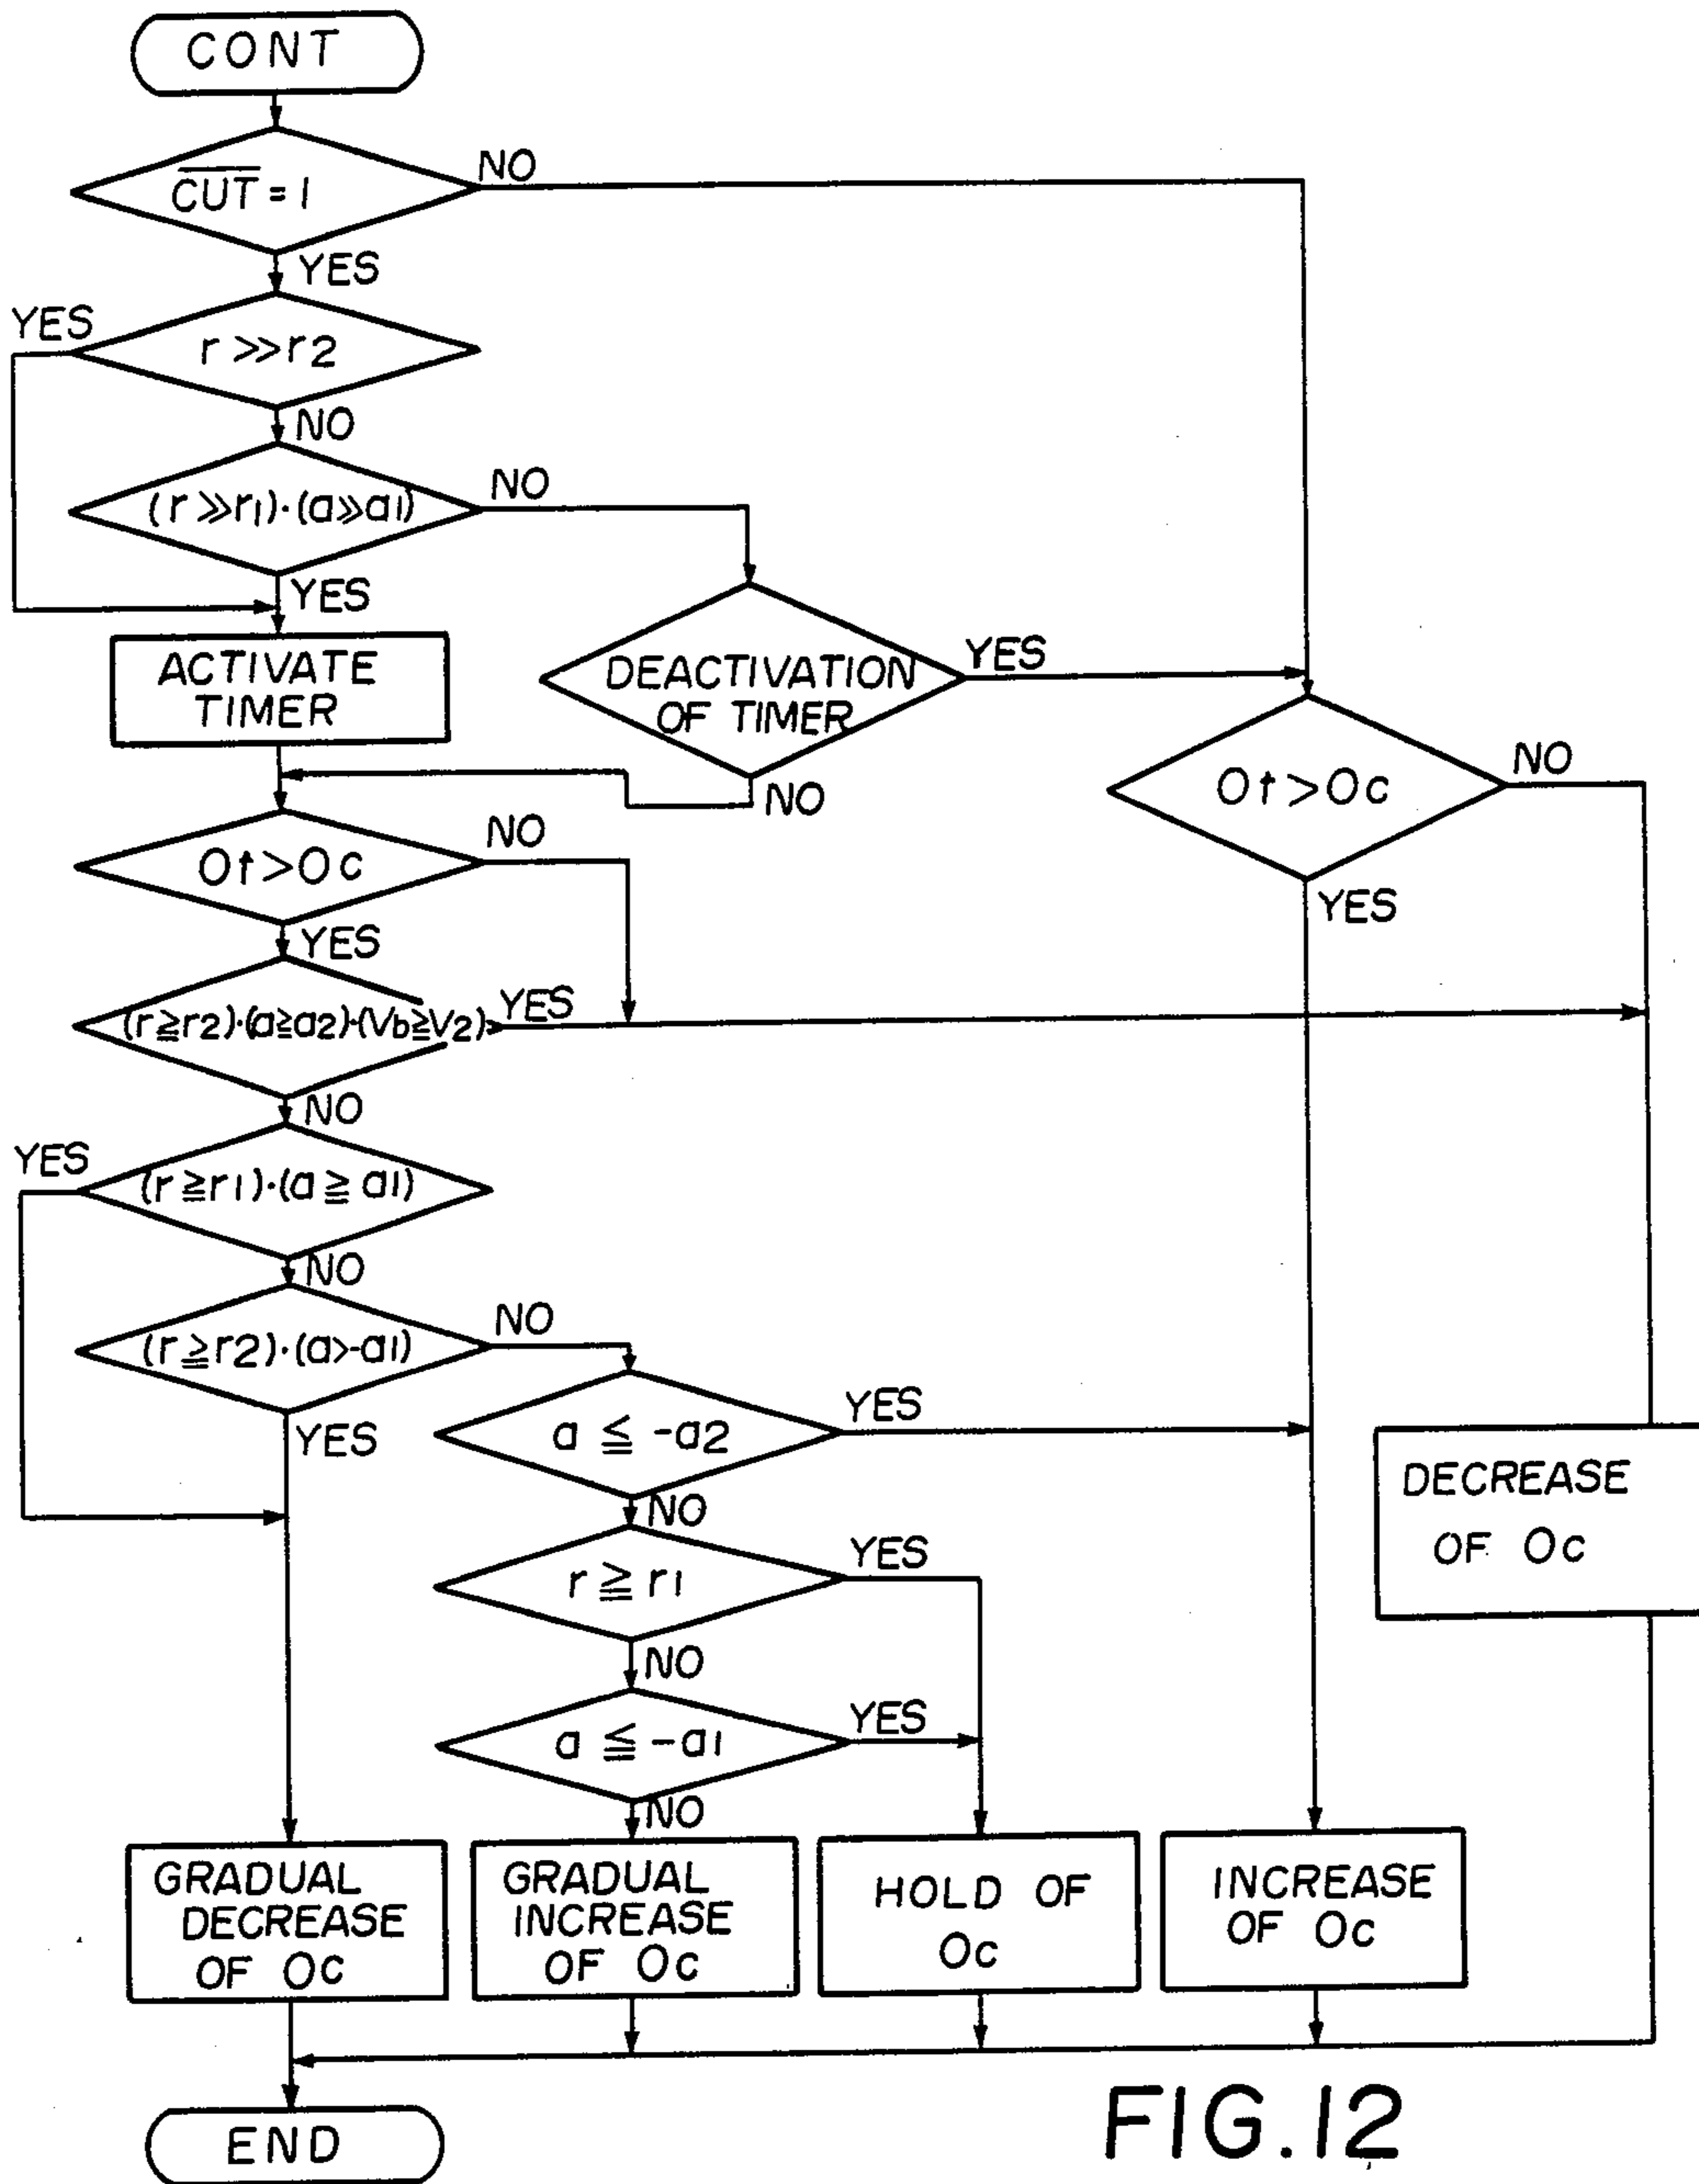 CONT
C̅U̅T̅ = 1
NO
YES
YES
r >> r2
NO
(r ≫ r1)·(a ≫ a1)
NO
YES
ACTIVATE
TIMER
DEACTIVATION
OF TIMER
YES
NO
Ot > Oc
NO
YES
Ot > Oc
NO
YES
(r ≧ r2)·(a ≧ a2)·(Vb ≧ V2)
YES
NO
YES
(r ≧ r1)·(a ≧ a1)
NO
(r ≧ r2)·(a > -a1)
NO
YES
a ≦ -a2
YES
NO
r ≧ r1
YES
NO
a ≦ -a1
YES
NO
DECREASE
OF Oc
GRADUAL
DECREASE
OF Oc
GRADUAL
INCREASE
OF Oc
HOLD OF
Oc
INCREASE
OF Oc
END
FIG.12